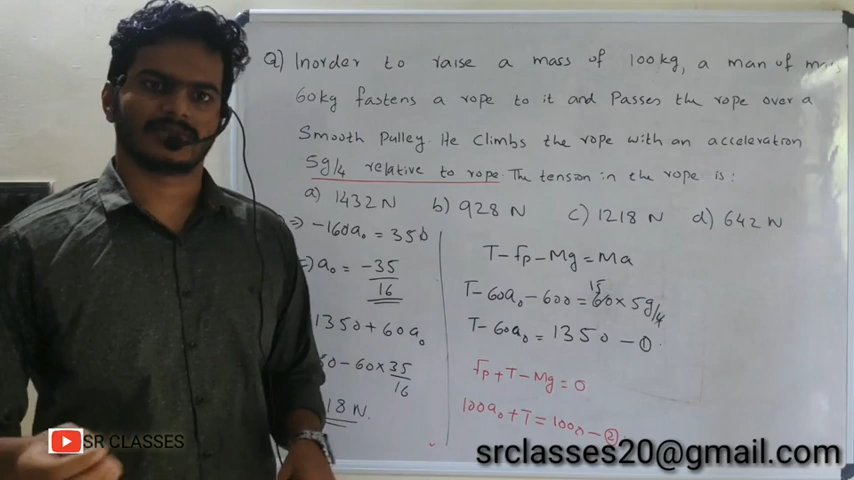 Q) Inorder to raise a mass of 100kg, a man of
60kg fastens a rope to it and Passes the rope over a
Smooth Pulley. He Climbs the rope with an acceleration
5g/4 relative to rope. The tension in the rope is :
a) 1432 N b) 928 N c) 1218 N d) 642 N
⇒ -160a₀ = 350
a₀ = -35/16
1350 + 60a₀
0 - 60 × 35/16
18 N.
T - fp - Mg = Ma
T - 60a₀ - 600 = 60 × 5g/4
15
T - 60a₀ = 1350 - ①
fp + T - Mg = 0
100a₀ + T = 1000 - ②
SR CLASSES
srclasses20@gmail.com